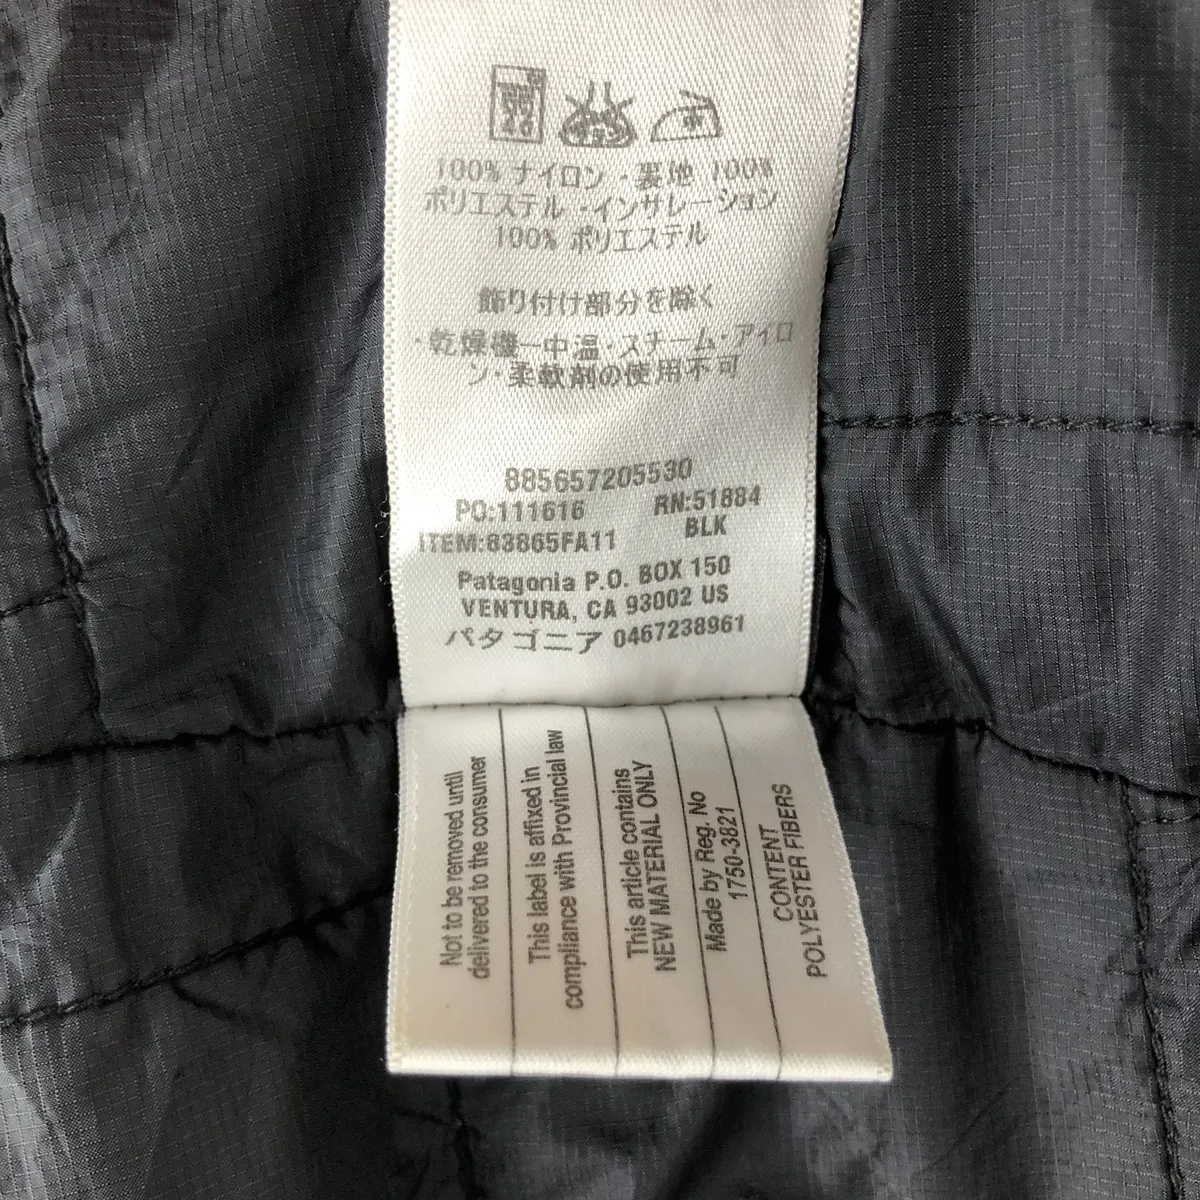 100% ナイロン・裏地 100%
ポリエステル・インサレーション
100% ポリエステル
飾り付け部分を除く
・乾燥機ー中温・スチーム・アイロ
ン・柔軟剤の使用不可
885657205530
PO:111616 RN:51884
ITEM:83865FA11 BLK
Patagonia P.O. BOX 150
VENTURA, CA 93002 US
パタゴニア 0467238961
Not to be removed until
delivered to the consumer
This label is affixed in
compliance with Provincial law
This article contains
NEW MATERIAL ONLY
Made by Reg. No
1750-3821
CONTENT
POLYESTER FIBERS